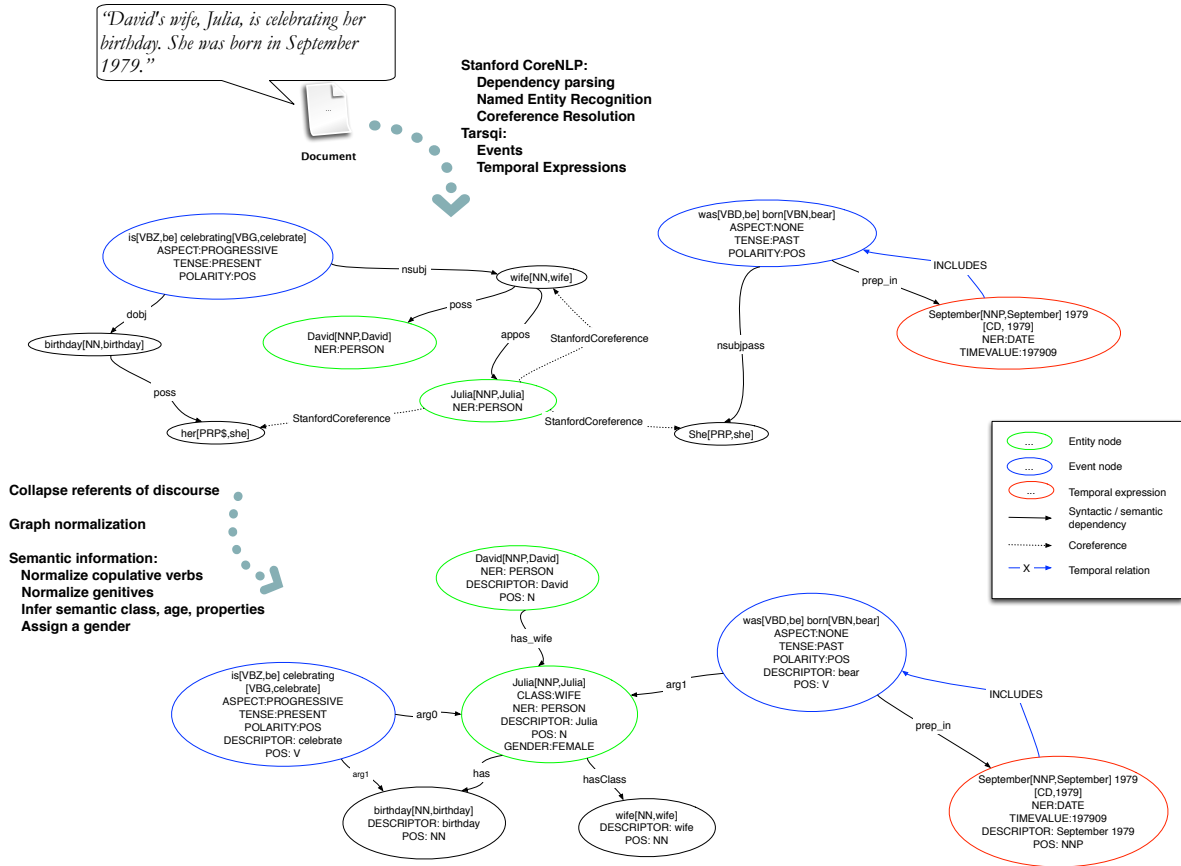 “David's wife, Julia, is celebrating her
birthday. She was born in September
1979.”
...
Document
Stanford CoreNLP:
Dependency parsing
Named Entity Recognition
Coreference Resolution
Tarsqi:
Events
Temporal Expressions
is[VBZ,be] celebrating[VBG,celebrate]
ASPECT:PROGRESSIVE
TENSE:PRESENT
POLARITY:POS
nsubj
wife[NN,wife]
dobj
birthday[NN,birthday]
poss
David[NNP,David]
NER:PERSON
appos
StanfordCoreference
poss
Julia[NNP,Julia]
NER:PERSON
StanfordCoreference
her[PRP$,she]
StanfordCoreference
She[PRP,she]
was[VBD,be] born[VBN,bear]
ASPECT:NONE
TENSE:PAST
POLARITY:POS
nsubjpass
prep_in
INCLUDES
September[NNP,September] 1979
[CD, 1979]
NER:DATE
TIMEVALUE:197909
... Entity node
... Event node
... Temporal expression
Syntactic / semantic
dependency
Coreference
X Temporal relation
Collapse referents of discourse
Graph normalization
Semantic information:
Normalize copulative verbs
Normalize genitives
Infer semantic class, age, properties
Assign a gender
David[NNP,David]
NER: PERSON
DESCRIPTOR: David
POS: N
has_wife
is[VBZ,be] celebrating
[VBG,celebrate]
ASPECT:PROGRESSIVE
TENSE:PRESENT
POLARITY:POS
DESCRIPTOR: celebrate
POS: V
arg0
Julia[NNP,Julia]
CLASS:WIFE
NER: PERSON
DESCRIPTOR: Julia
POS: N
GENDER:FEMALE
arg1
was[VBD,be] born[VBN,bear]
ASPECT:NONE
TENSE:PAST
POLARITY:POS
DESCRIPTOR: bear
POS: V
INCLUDES
prep_in
arg1
has
hasClass
birthday[NN,birthday]
DESCRIPTOR: birthday
POS: NN
wife[NN,wife]
DESCRIPTOR: wife
POS: NN
September[NNP,September] 1979
[CD,1979]
NER:DATE
TIMEVALUE:197909
DESCRIPTOR: September 1979
POS: NNP